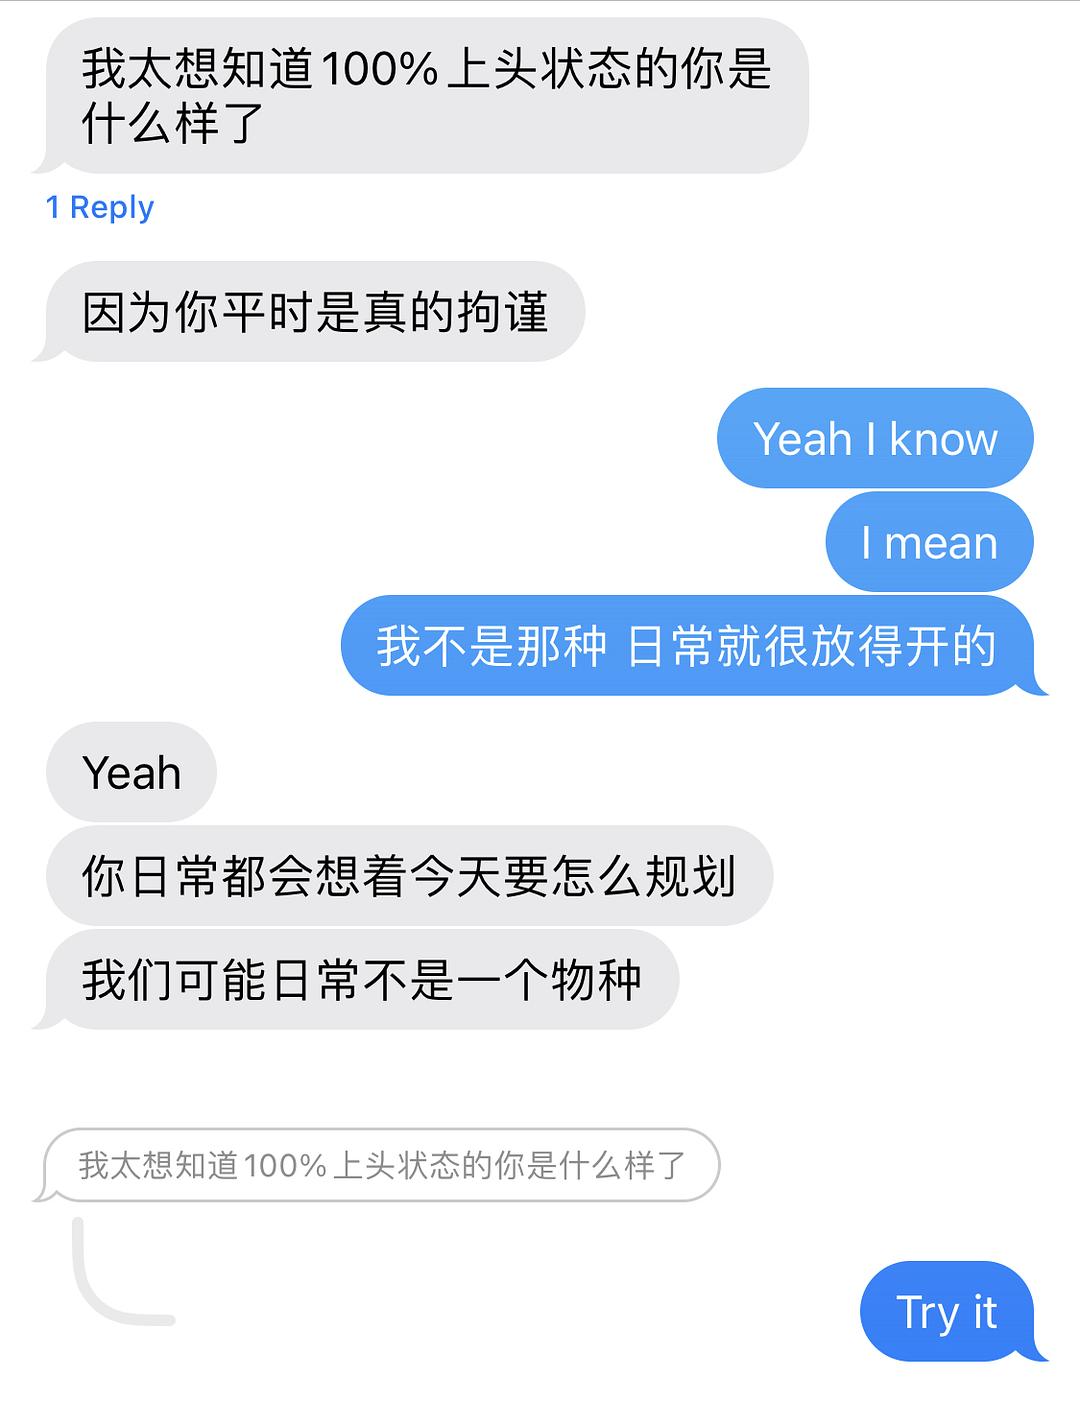 我太想知道100%上头状态的你是
什么样了
1 Reply
因为你平时是真的拘谨
Yeah I know
I mean
我不是那种 日常就很放得开的
Yeah
你日常都会想着今天要怎么规划
我们可能日常不是一个物种
我太想知道100%上头状态的你是什么样了
Try it